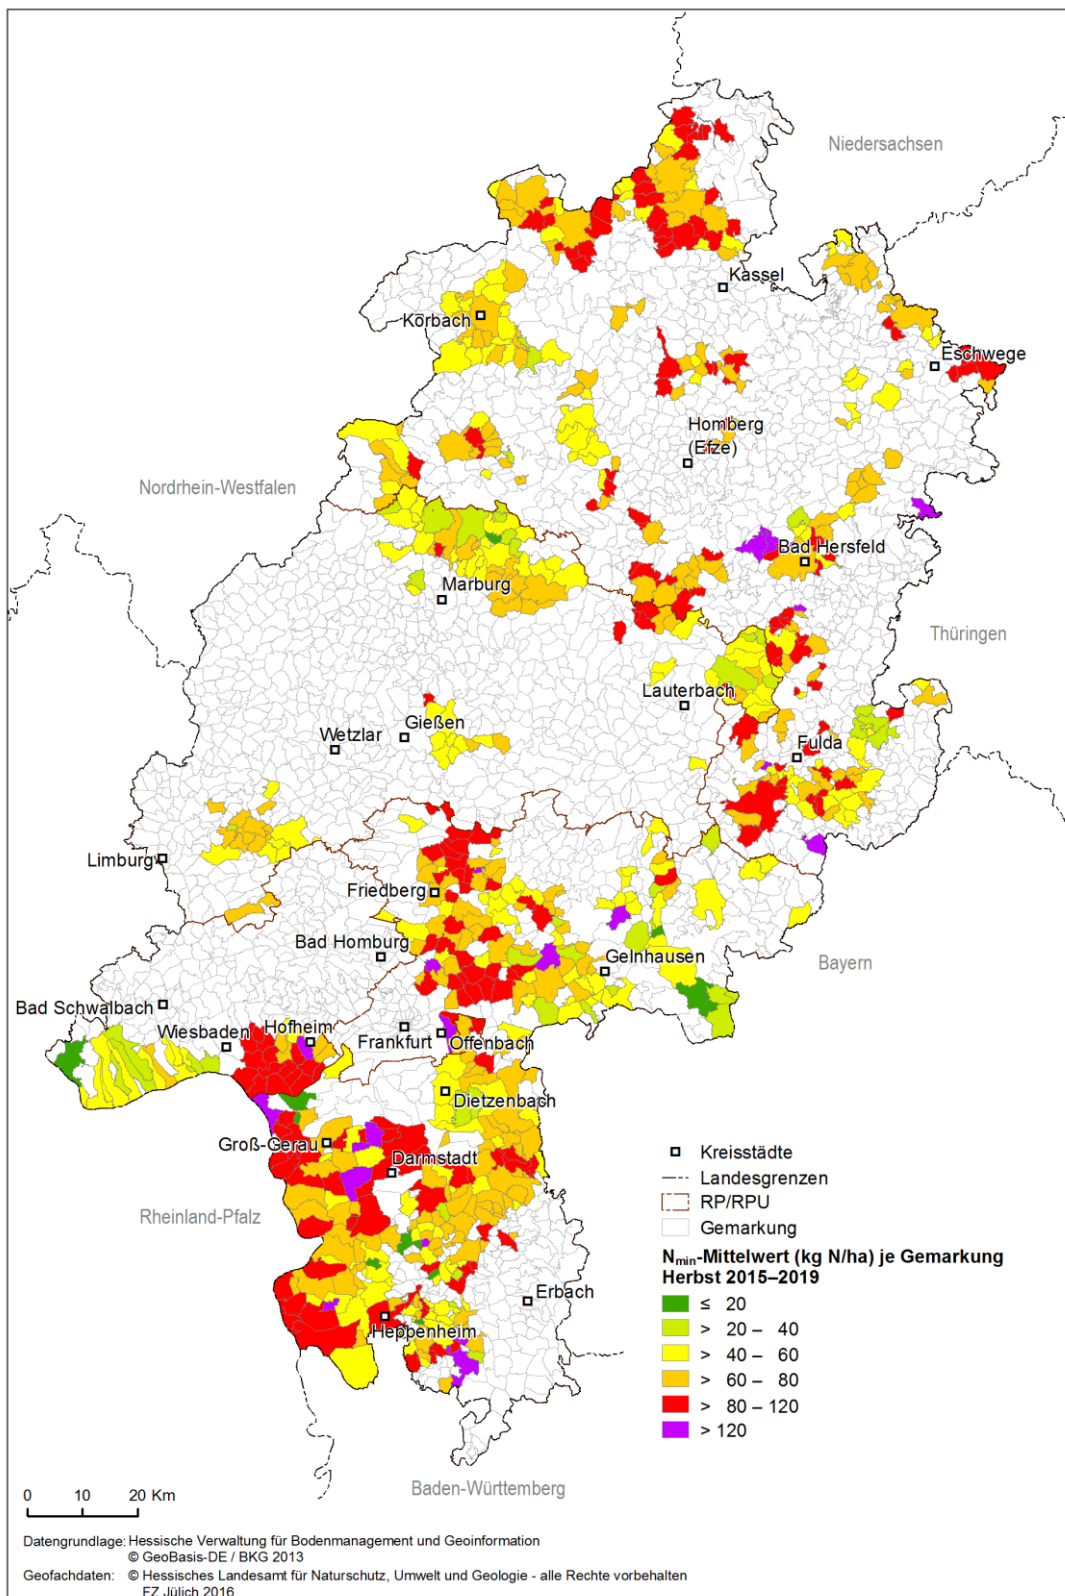 Niedersachsen
Kassel
Korbach
Eschwege
Homberg
(Efze)
Nordrhein-Westfalen
Bad Hersfeld
Marburg
Thüringen
Lauterbach
Gießen
Wetzlar
Fulda
Limburg
Friedberg
Bad Homburg
Gelnhausen
Bayern
Bad Schwalbach
Wiesbaden
Hofheim
Frankfurt
Offenbach
Dietzenbach
Groß-Gerau
Darmstadt
Rheinland-Pfalz
Erbach
Heppenheim
Baden-Württemberg
Kreisstädte
Landesgrenzen
RP/RPU
Gemarkung
Nmin-Mittelwert (kg N/ha) je Gemarkung
Herbst 2015–2019
≤ 20
> 20 – 40
> 40 – 60
> 60 – 80
> 80 – 120
> 120
0 10 20 Km
Datengrundlage: Hessische Verwaltung für Bodenmanagement und Geoinformation
© GeoBasis-DE / BKG 2013
Geofachdaten: © Hessisches Landesamt für Naturschutz, Umwelt und Geologie - alle Rechte vorbehalten
FZ Jülich 2016